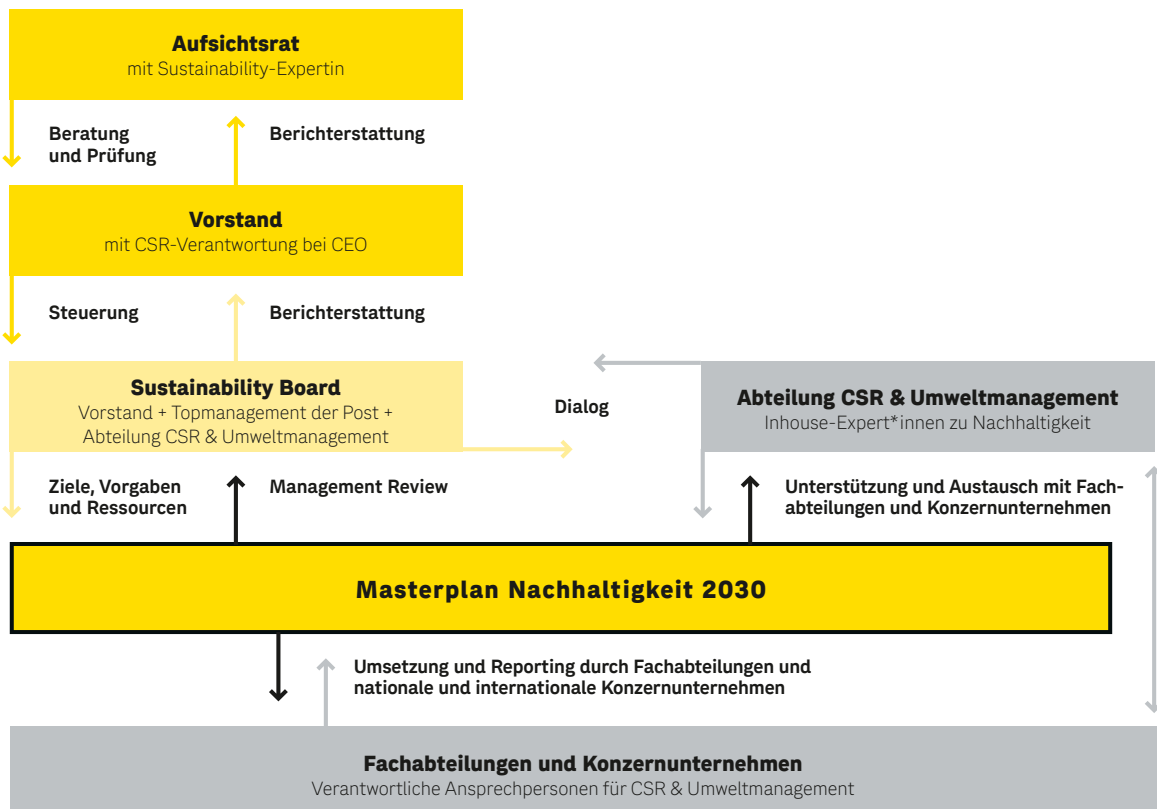 Aufsichtsrat
mit Sustainability-Expertin
Beratung
und Prüfung
Berichterstattung
Vorstand
mit CSR-Verantwortung bei CEO
Steuerung
Berichterstattung
Sustainability Board
Vorstand + Topmanagement der Post +
Abteilung CSR & Umweltmanagement
Dialog
Abteilung CSR & Umweltmanagement
Inhouse-Expert*innen zu Nachhaltigkeit
Ziele, Vorgaben
und Ressourcen
Management Review
Unterstützung und Austausch mit Fach-
abteilungen und Konzernunternehmen
Masterplan Nachhaltigkeit 2030
Umsetzung und Reporting durch Fachabteilungen und
nationale und internationale Konzernunternehmen
Fachabteilungen und Konzernunternehmen
Verantwortliche Ansprechpersonen für CSR & Umweltmanagement